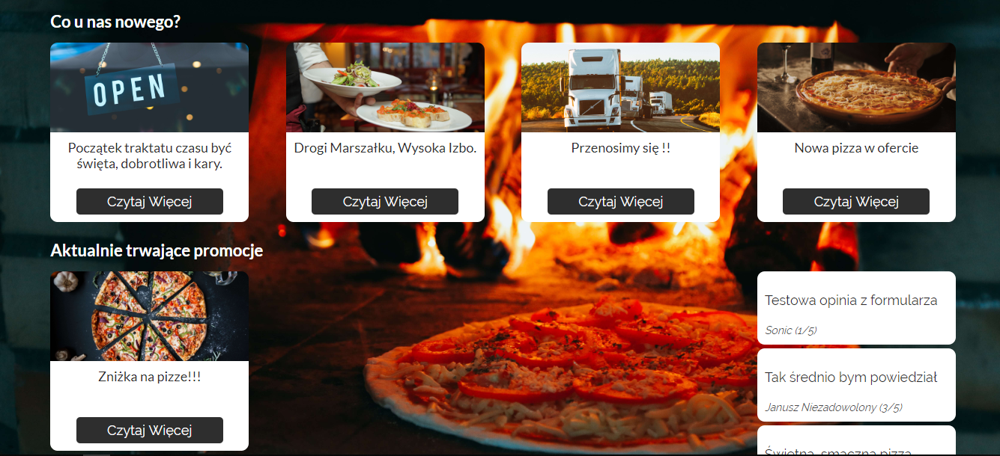 Co u nas nowego?
OPEN
Początek traktatu czasu być
święta, dobrotliwa i kary.
Czytaj Więcej
Drogi Marszałku, Wysoka Izbo.
Czytaj Więcej
Przenosimy się !!
Czytaj Więcej
Nowa pizza w ofercie
Czytaj Więcej
Aktualnie trwające promocje
Zniżka na pizze!!!
Czytaj Więcej
Testowa opinia z formularza
Sonic (1/5)
Tak średnio bym powiedział
Janusz Niezadowolony (3/5)
Świetna, smaczna pizza